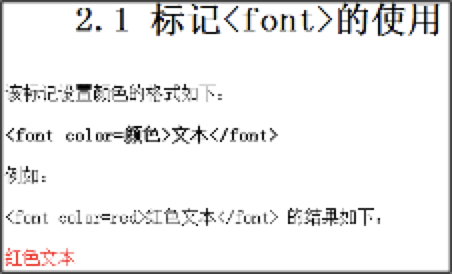 2.1 标记<font>的使用
该标记设置颜色的格式如下：
<font color=颜色>文本</font>
例如：
<font color=red>红色文本</font> 的结果如下：
红色文本